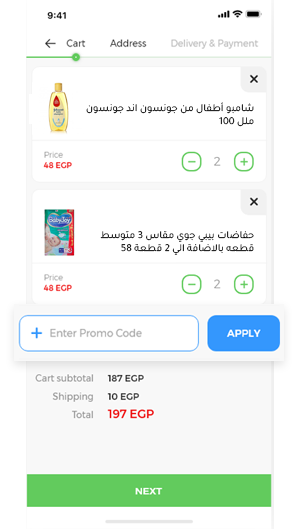 9:41
Cart Address Delivery & Payment
شامبو أطفال من جونسون اند جونسون
100 ملل
Price
48 EGP
2
BabyJoy
حفاضات بيبي جوي مقاس 3 متوسط
58 قطعه بالاضافة الي 2 قطعة
Price
48 EGP
2
Enter Promo Code
APPLY
Cart subtotal 187 EGP
Shipping 10 EGP
Total 197 EGP
NEXT